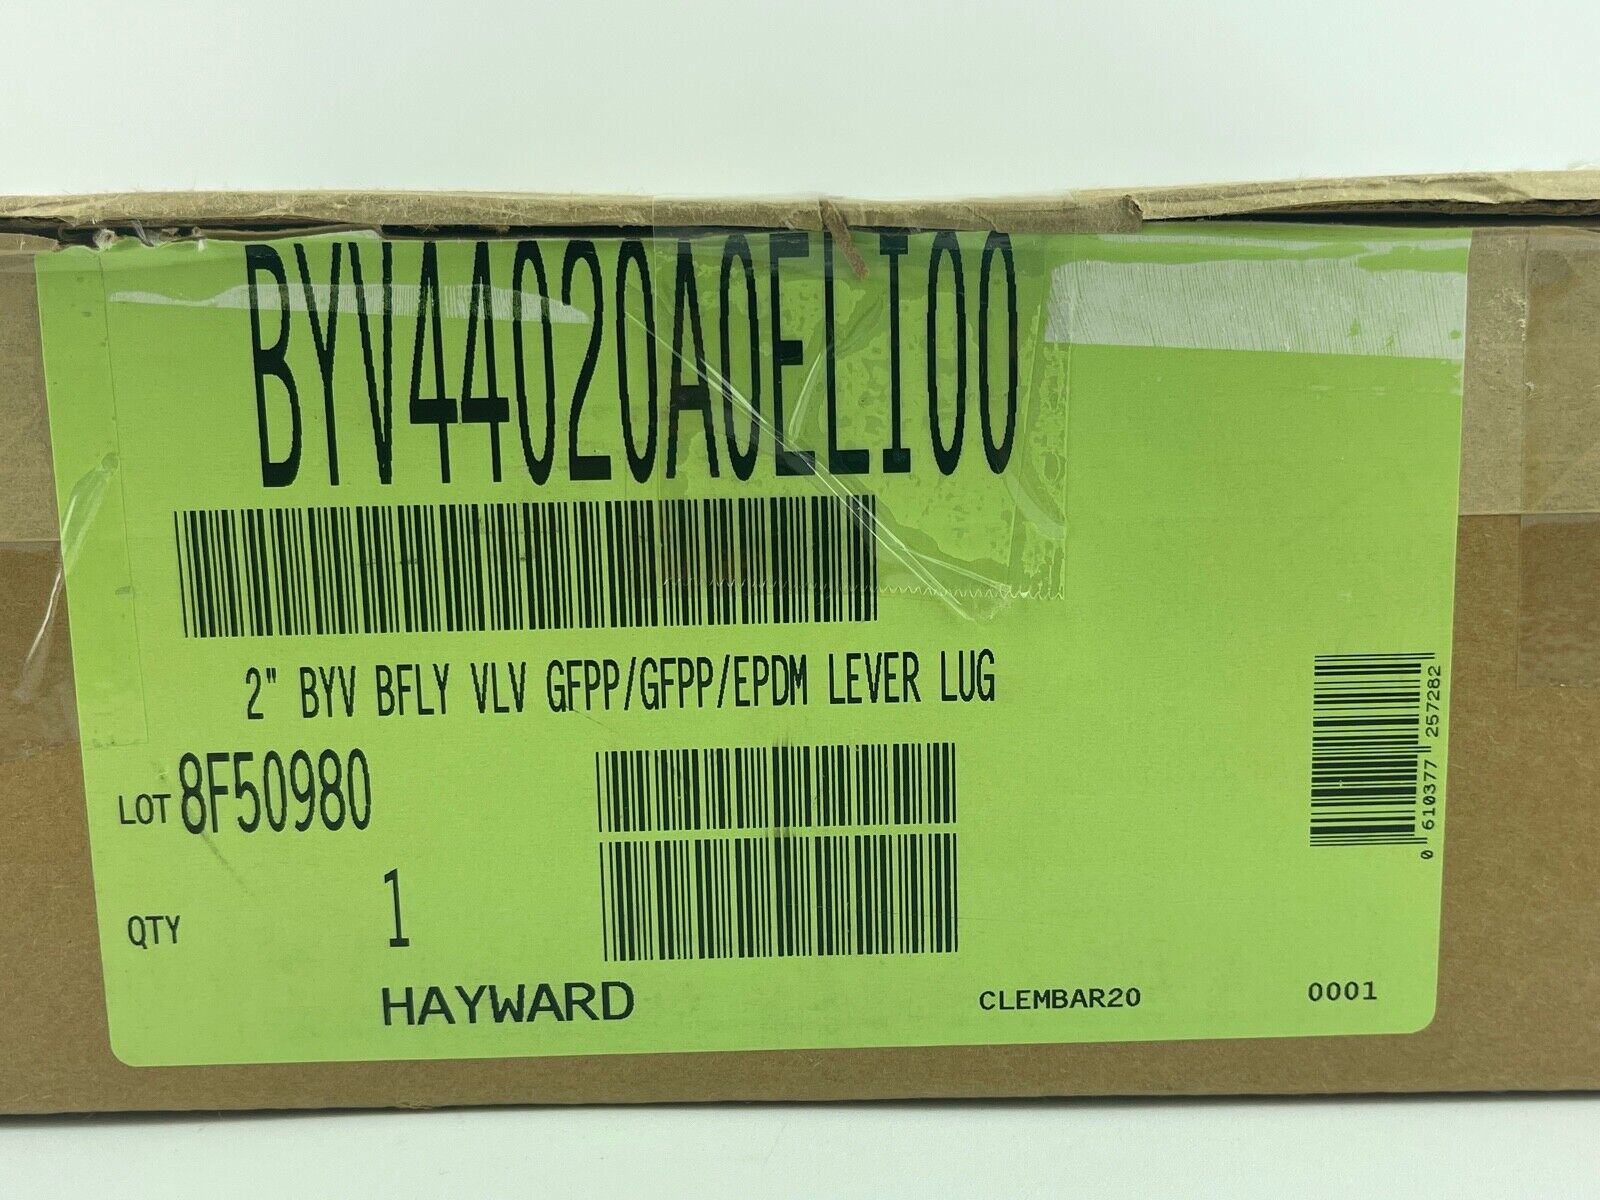 BYV44020A0ELI00
2" BYV BFLY VLV GFPP/GFPP/EPDM LEVER LUG
LOT 8F50980
QTY 1
HAYWARD
CLEMBAR20
0001
0 610377 257282